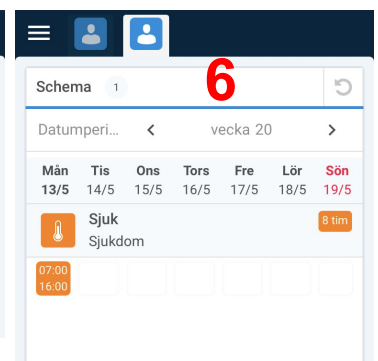 6
Schema 1
Datumperi... < vecka 20 >
Mån Tis Ons Tors Fre Lör Sön
13/5 14/5 15/5 16/5 17/5 18/5 19/5
Sjuk 8 tim
Sjukdom
07:00
16:00